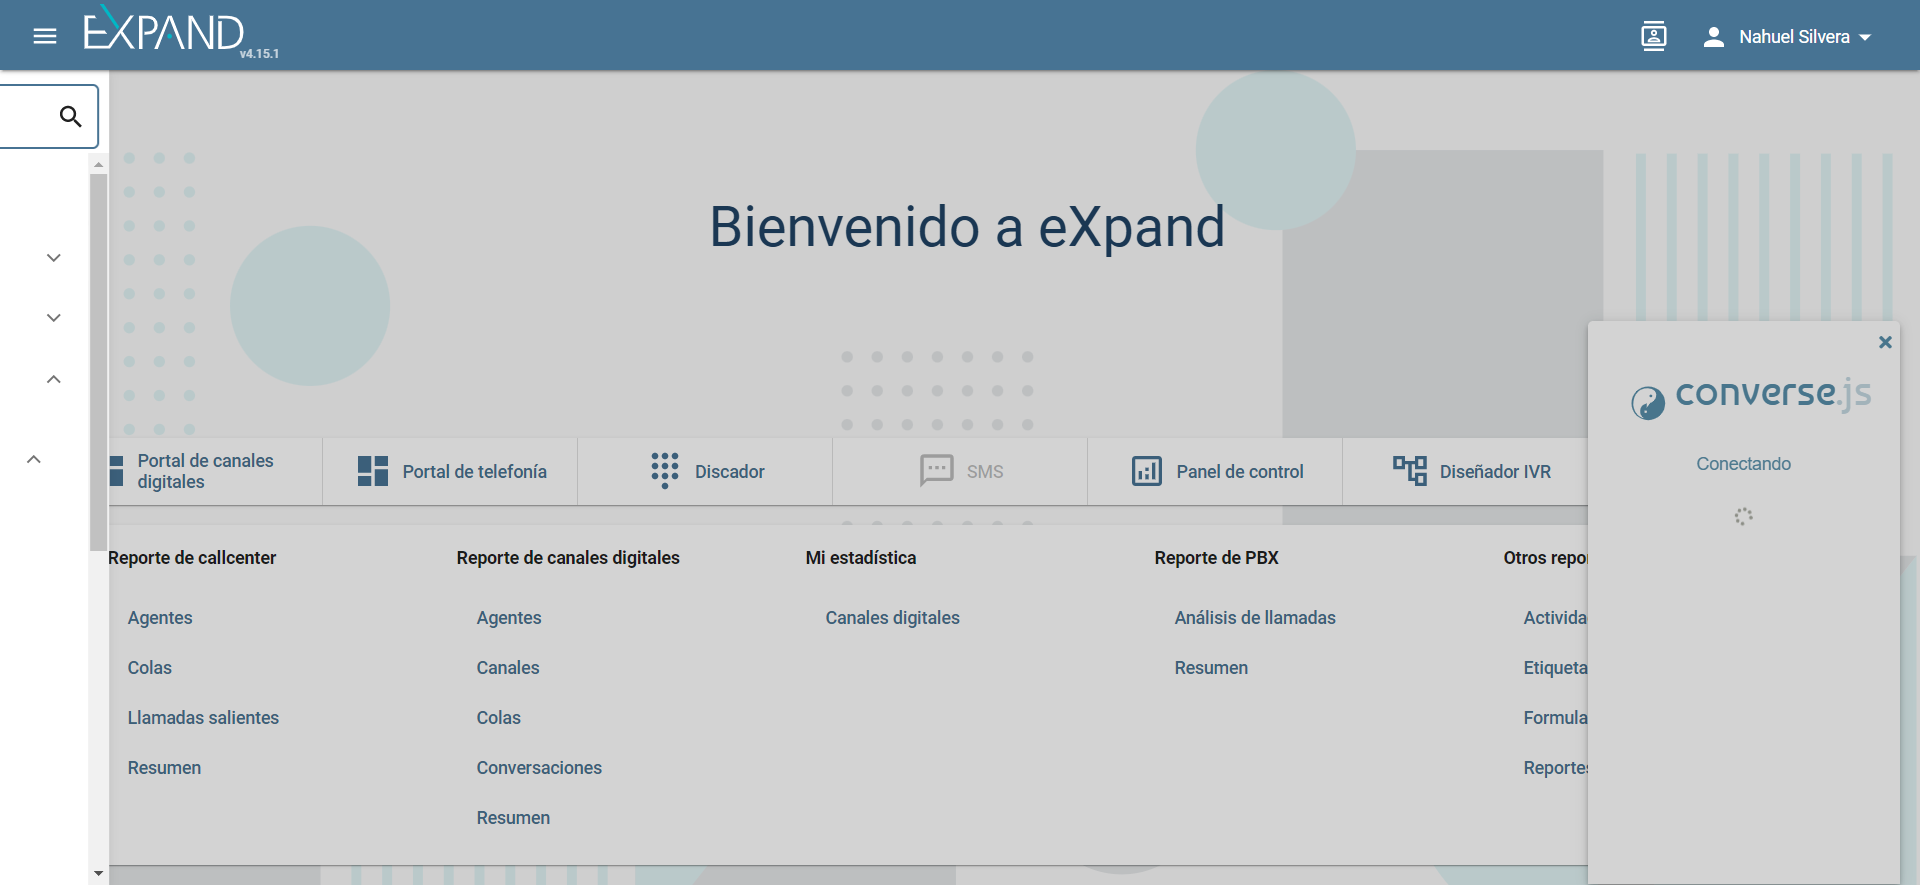 EXPAND
v4.15.1
Nahuel Silvera
Bienvenido a eXpand
converse.js
Conectando
Portal de canales
digitales
Portal de telefonía
Discador
SMS
Panel de control
Diseñador IVR
Reporte de callcenter
Agentes
Colas
Llamadas salientes
Resumen
Reporte de canales digitales
Agentes
Canales
Colas
Conversaciones
Resumen
Mi estadística
Canales digitales
Reporte de PBX
Análisis de llamadas
Resumen
Otros repo
Activida
Etiqueta
Formula
Reportes